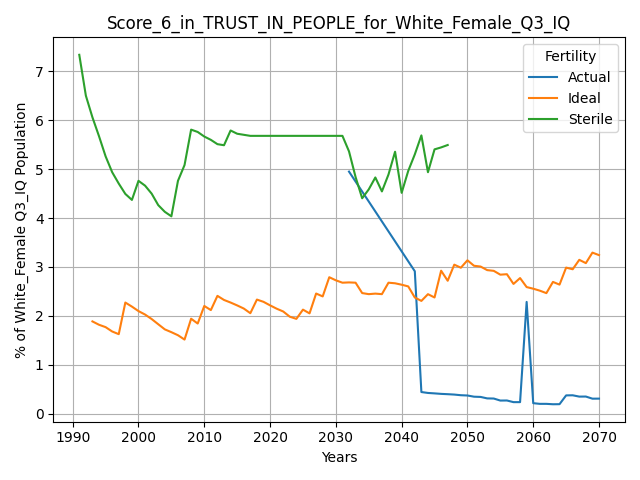 Score_6_in_TRUST_IN_PEOPLE_for_White_Female_Q3_IQ
% of White_Female Q3_IQ Population
7
6
5
4
3
2
1
0
Fertility
Actual
Ideal
Sterile
1990 2000 2010 2020 2030 2040 2050 2060 2070
Years